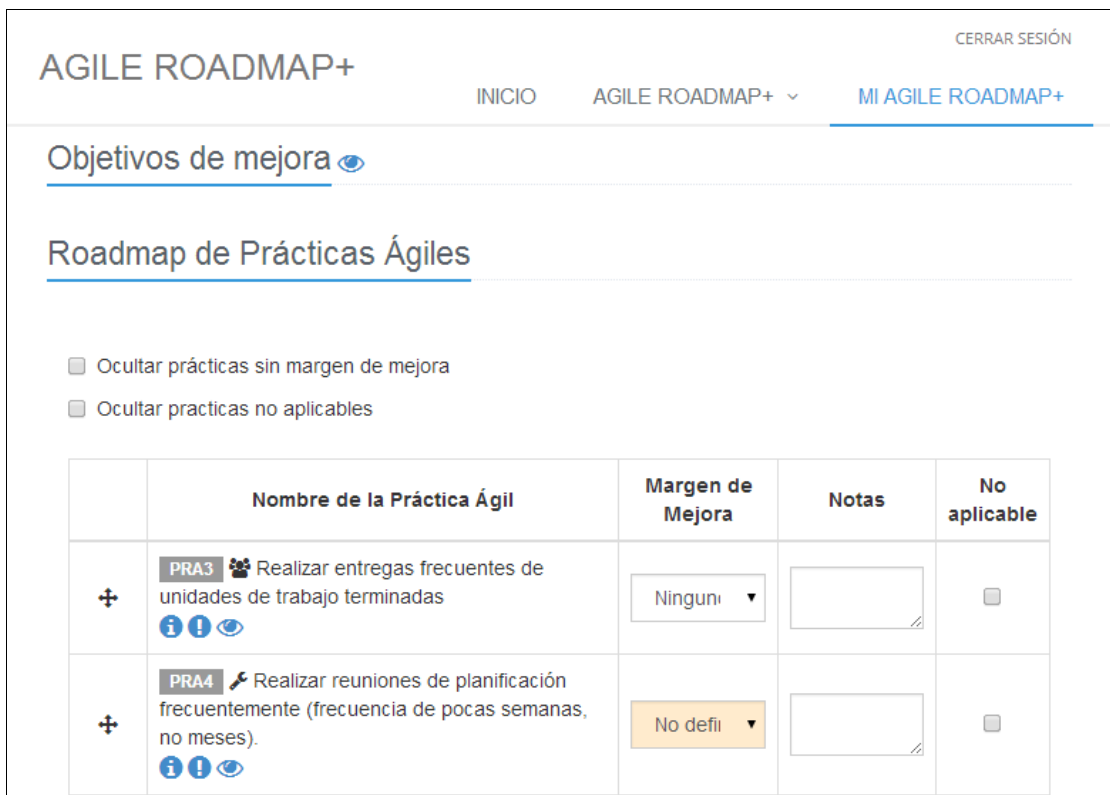 CERRAR SESIÓN
AGILE ROADMAP+
INICIO AGILE ROADMAP+ MI AGILE ROADMAP+
Objetivos de mejora
Roadmap de Prácticas Ágiles
Ocultar prácticas sin margen de mejora
Ocultar practicas no aplicables
Nombre de la Práctica Ágil
Margen de
Mejora
Notas
No
aplicable
PRA3 Realizar entregas frecuentes de
unidades de trabajo terminadas
Ningun
PRA4 Realizar reuniones de planificación
frecuentemente (frecuencia de pocas semanas,
no meses).
No defi